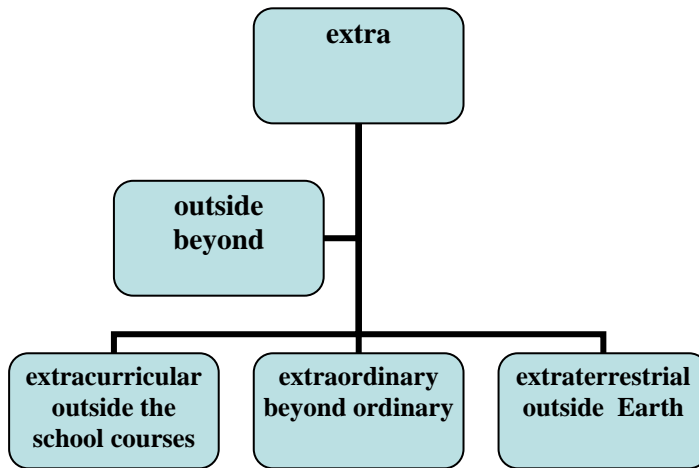 extra
outside
beyond
extracurricular
outside the
school courses
extraordinary
beyond ordinary
extraterrestrial
outside Earth